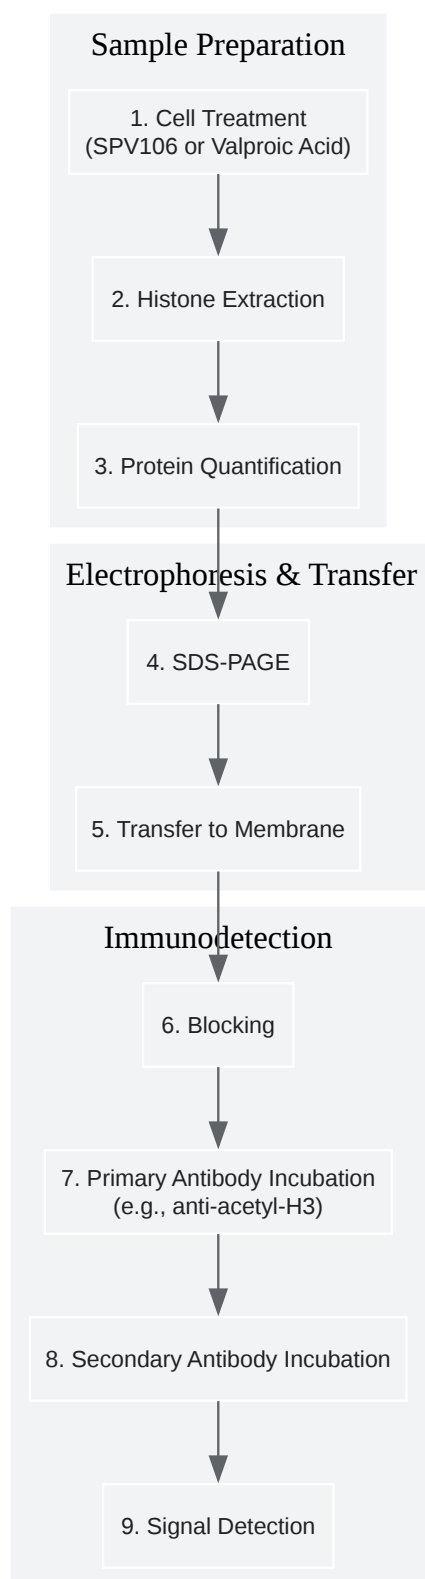 Sample Preparation
1. Cell Treatment
(SPV106 or Valproic Acid)
2. Histone Extraction
3. Protein Quantification
Electrophoresis & Transfer
4. SDS-PAGE
5. Transfer to Membrane
Immunodetection
6. Blocking
7. Primary Antibody Incubation
(e.g., anti-acetyl-H3)
8. Secondary Antibody Incubation
9. Signal Detection